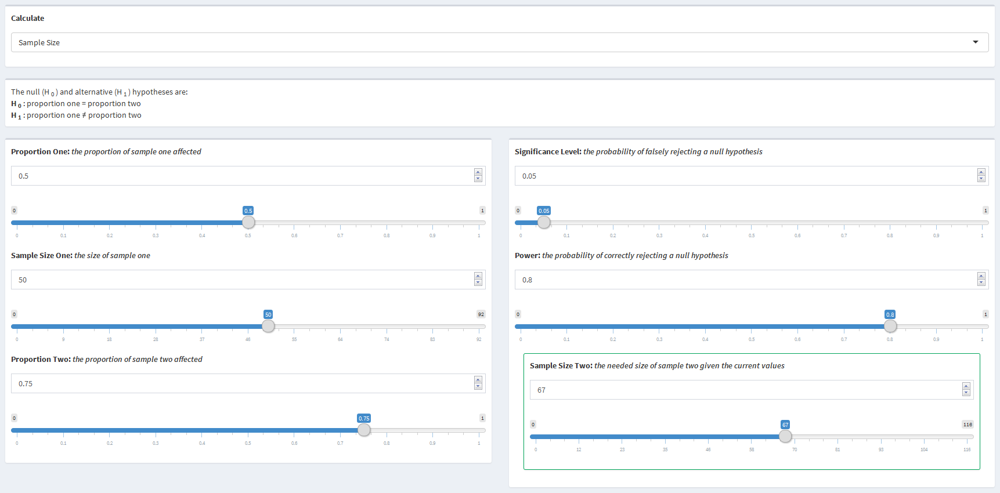 Calculate
Sample Size
The null (H 0 ) and alternative (H 1 ) hypotheses are:
H 0 : proportion one = proportion two
H 1 : proportion one ≠ proportion two
Proportion One: the proportion of sample one affected
0.5
0 0.5 1
0 0.1 0.2 0.3 0.4 0.5 0.6 0.7 0.8 0.9 1
Sample Size One: the size of sample one
50
0 50 92
0 9 18 28 37 46 55 64 74 83 92
Proportion Two: the proportion of sample two affected
0.75
0 0.75 1
0 0.1 0.2 0.3 0.4 0.5 0.6 0.7 0.8 0.9 1
Significance Level: the probability of falsely rejecting a null hypothesis
0.05
0 0.05 1
0 0.1 0.2 0.3 0.4 0.5 0.6 0.7 0.8 0.9 1
Power: the probability of correctly rejecting a null hypothesis
0.8
0 0.8 1
0 0.1 0.2 0.3 0.4 0.5 0.6 0.7 0.8 0.9 1
Sample Size Two: the needed size of sample two given the current values
67
0 67 116
0 12 23 35 46 58 70 81 93 104 116